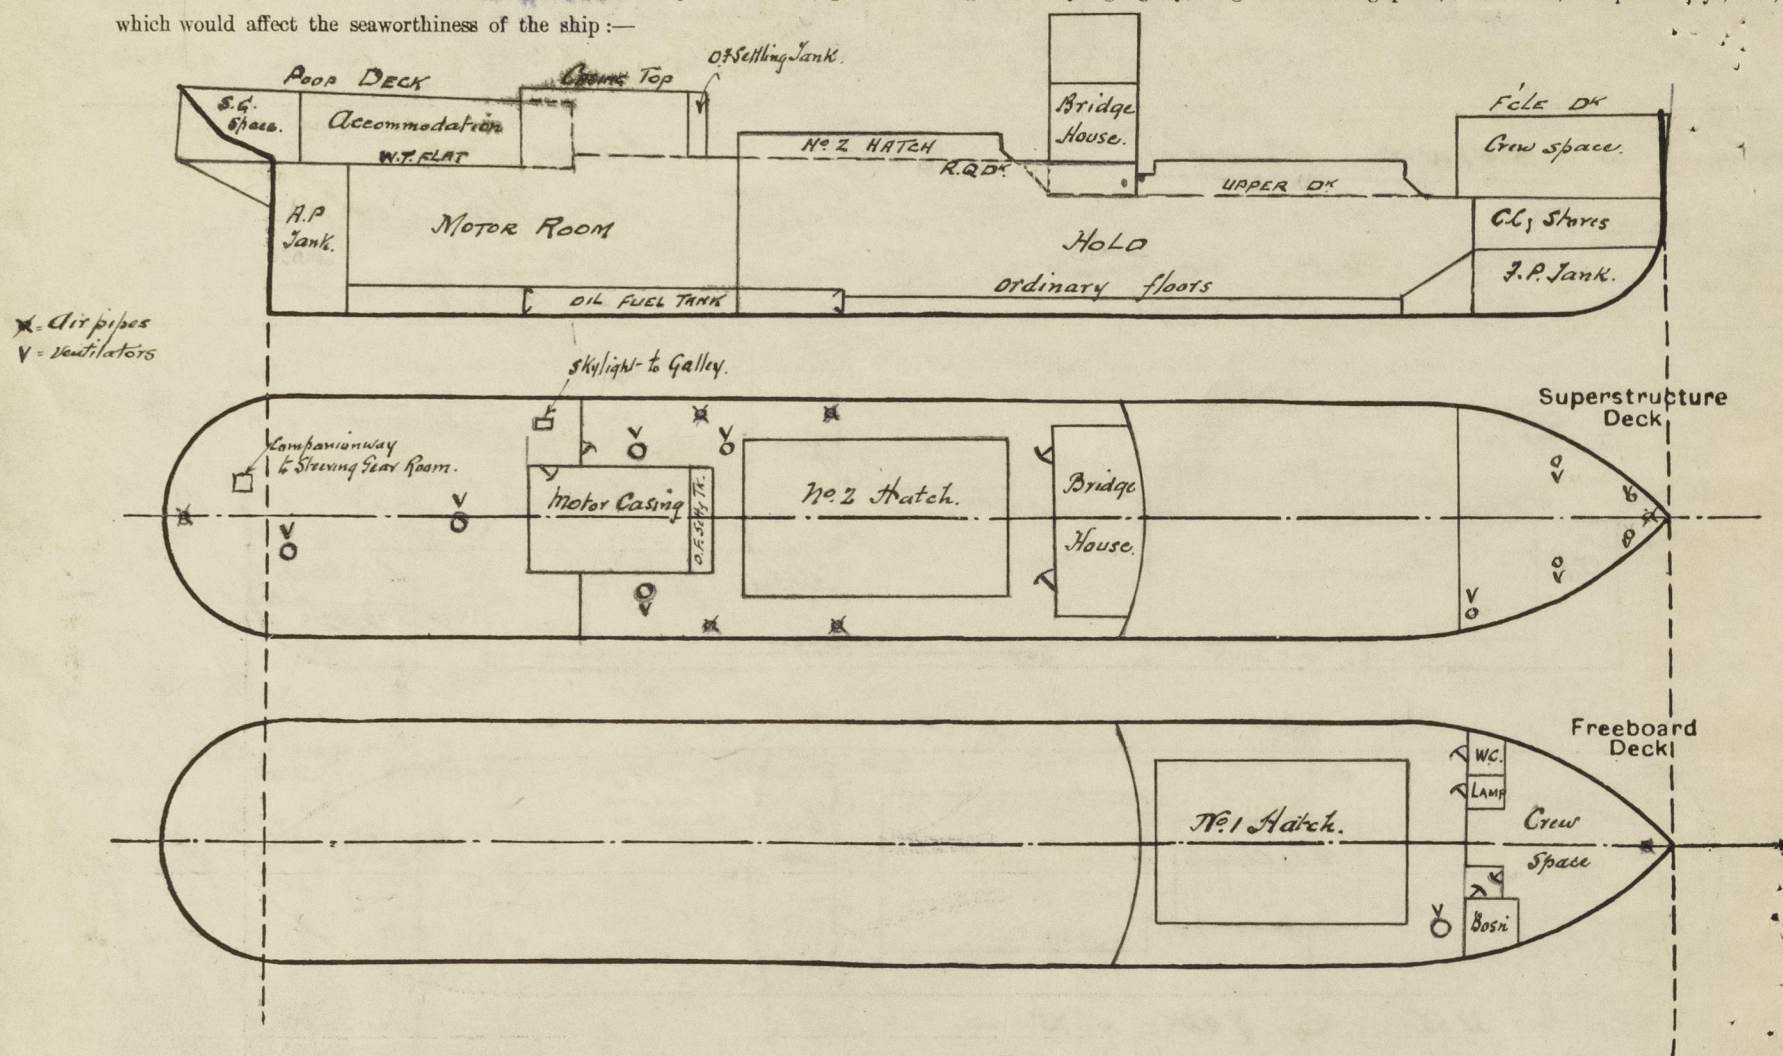 which would affect the seaworthiness of the ship :—
O.F. Settling Tank.
POOP DECK
CASING TOP
F'CLE DK
S.G.
Space.
Accommodation
W.T. FLAT
No. 2 HATCH
R.Q DK
Bridge
House.
UPPER DK
Crew space.
A.P
Tank.
MOTOR ROOM
HOLD
Stores
F.P. Tank.
OIL FUEL TANK
Ordinary floors
= Air pipes
V = Ventilators
Skylight to Galley.
Superstructure
Deck
Companionway
to Steering Gear Room.
V
V
V
V
V
Motor Casing
O.F. Settg Tk.
No. 2 Hatch.
Bridge
House.
V
V
V
V
V
Freeboard
Deck
W.C.
LAMP
No. 1 Hatch.
Crew
Space
V
Bosn